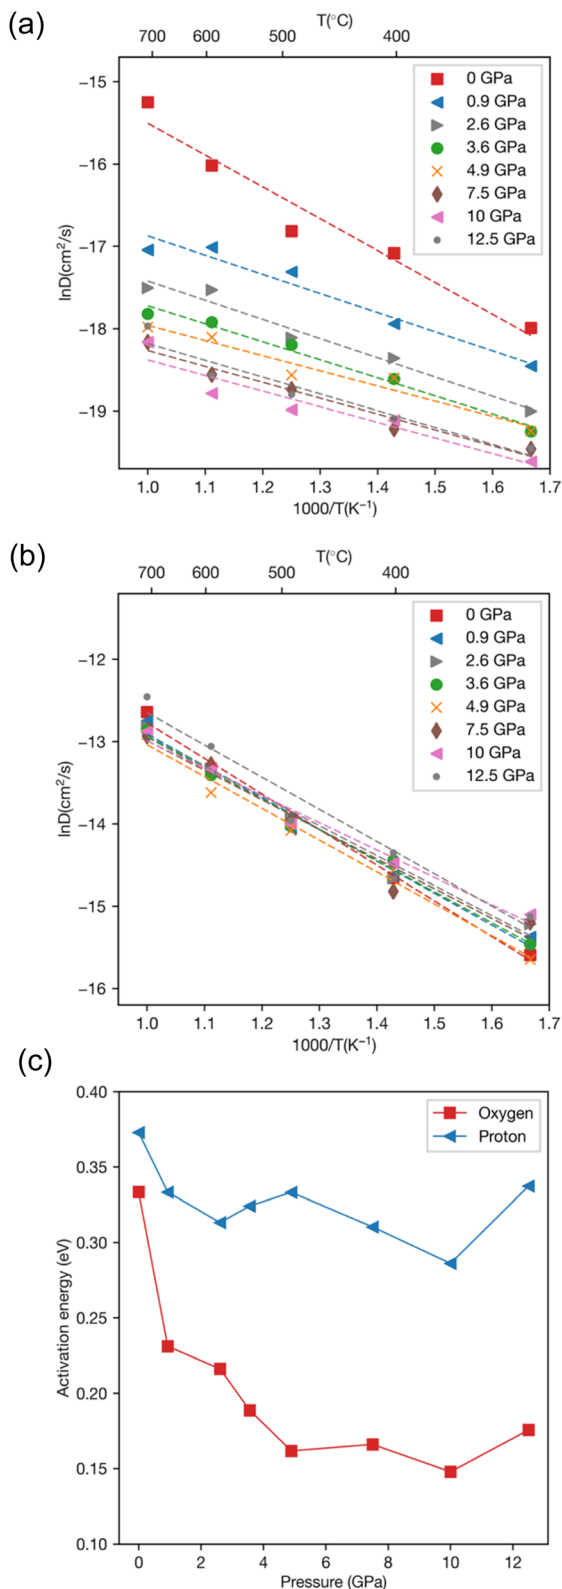 (a)
T(°C)
700 600 500 400
−15
−16
−17
−18
−19
lnD(cm²/s)
0 GPa
0.9 GPa
2.6 GPa
3.6 GPa
4.9 GPa
7.5 GPa
10 GPa
12.5 GPa
1.0 1.1 1.2 1.3 1.4 1.5 1.6 1.7
1000/T(K⁻¹)
(b)
T(°C)
700 600 500 400
−12
−13
−14
−15
−16
lnD(cm²/s)
0 GPa
0.9 GPa
2.6 GPa
3.6 GPa
4.9 GPa
7.5 GPa
10 GPa
12.5 GPa
1.0 1.1 1.2 1.3 1.4 1.5 1.6 1.7
1000/T(K⁻¹)
(c)
0.40
0.35
0.30
0.25
0.20
0.15
0.10
Activation energy (eV)
Oxygen
Proton
0 2 4 6 8 10 12
Pressure (GPa)